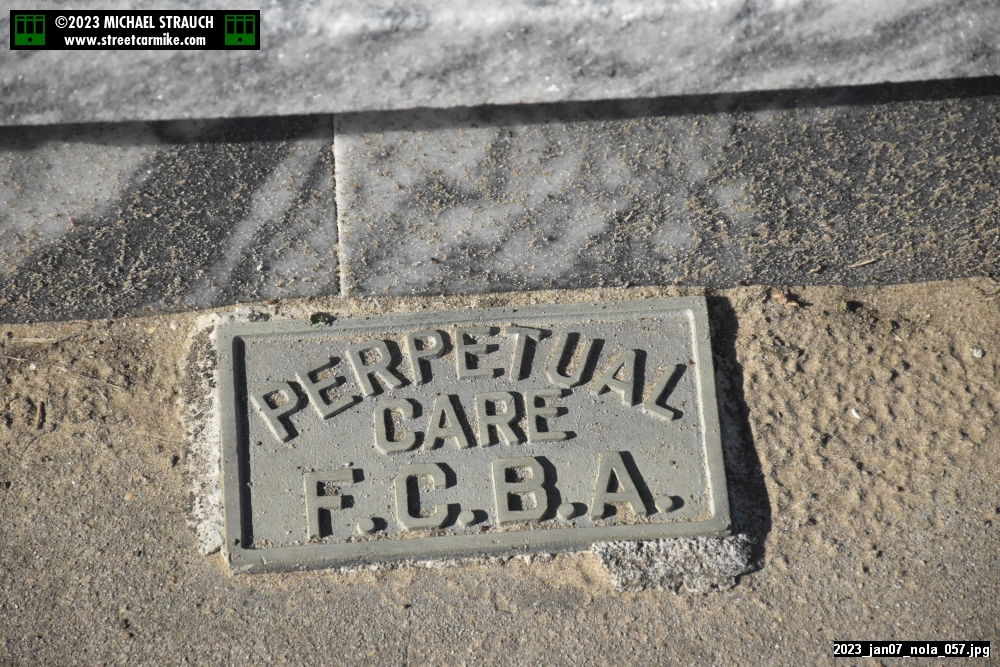 ©2023 MICHAEL STRAUCH
www.streetcarmike.com
PERPETUAL
CARE
F.C.B.A.
2023_jan07_nola_057.jpg